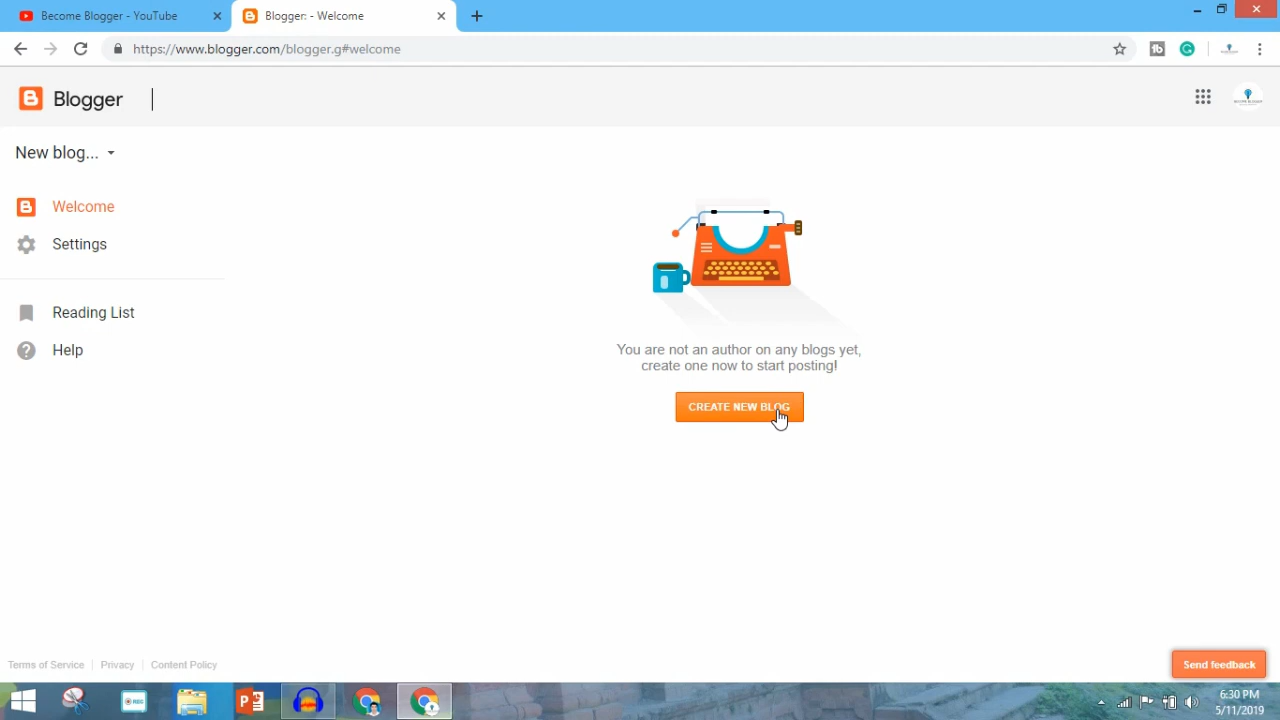 Become Blogger - YouTube
Blogger: - Welcome
https://www.blogger.com/blogger.g#welcome
Blogger
New blog...
Welcome
Settings
Reading List
Help
You are not an author on any blogs yet,
create one now to start posting!
CREATE NEW BLOG
Terms of Service
Privacy
Content Policy
Send feedback
6:30 PM
5/11/2019